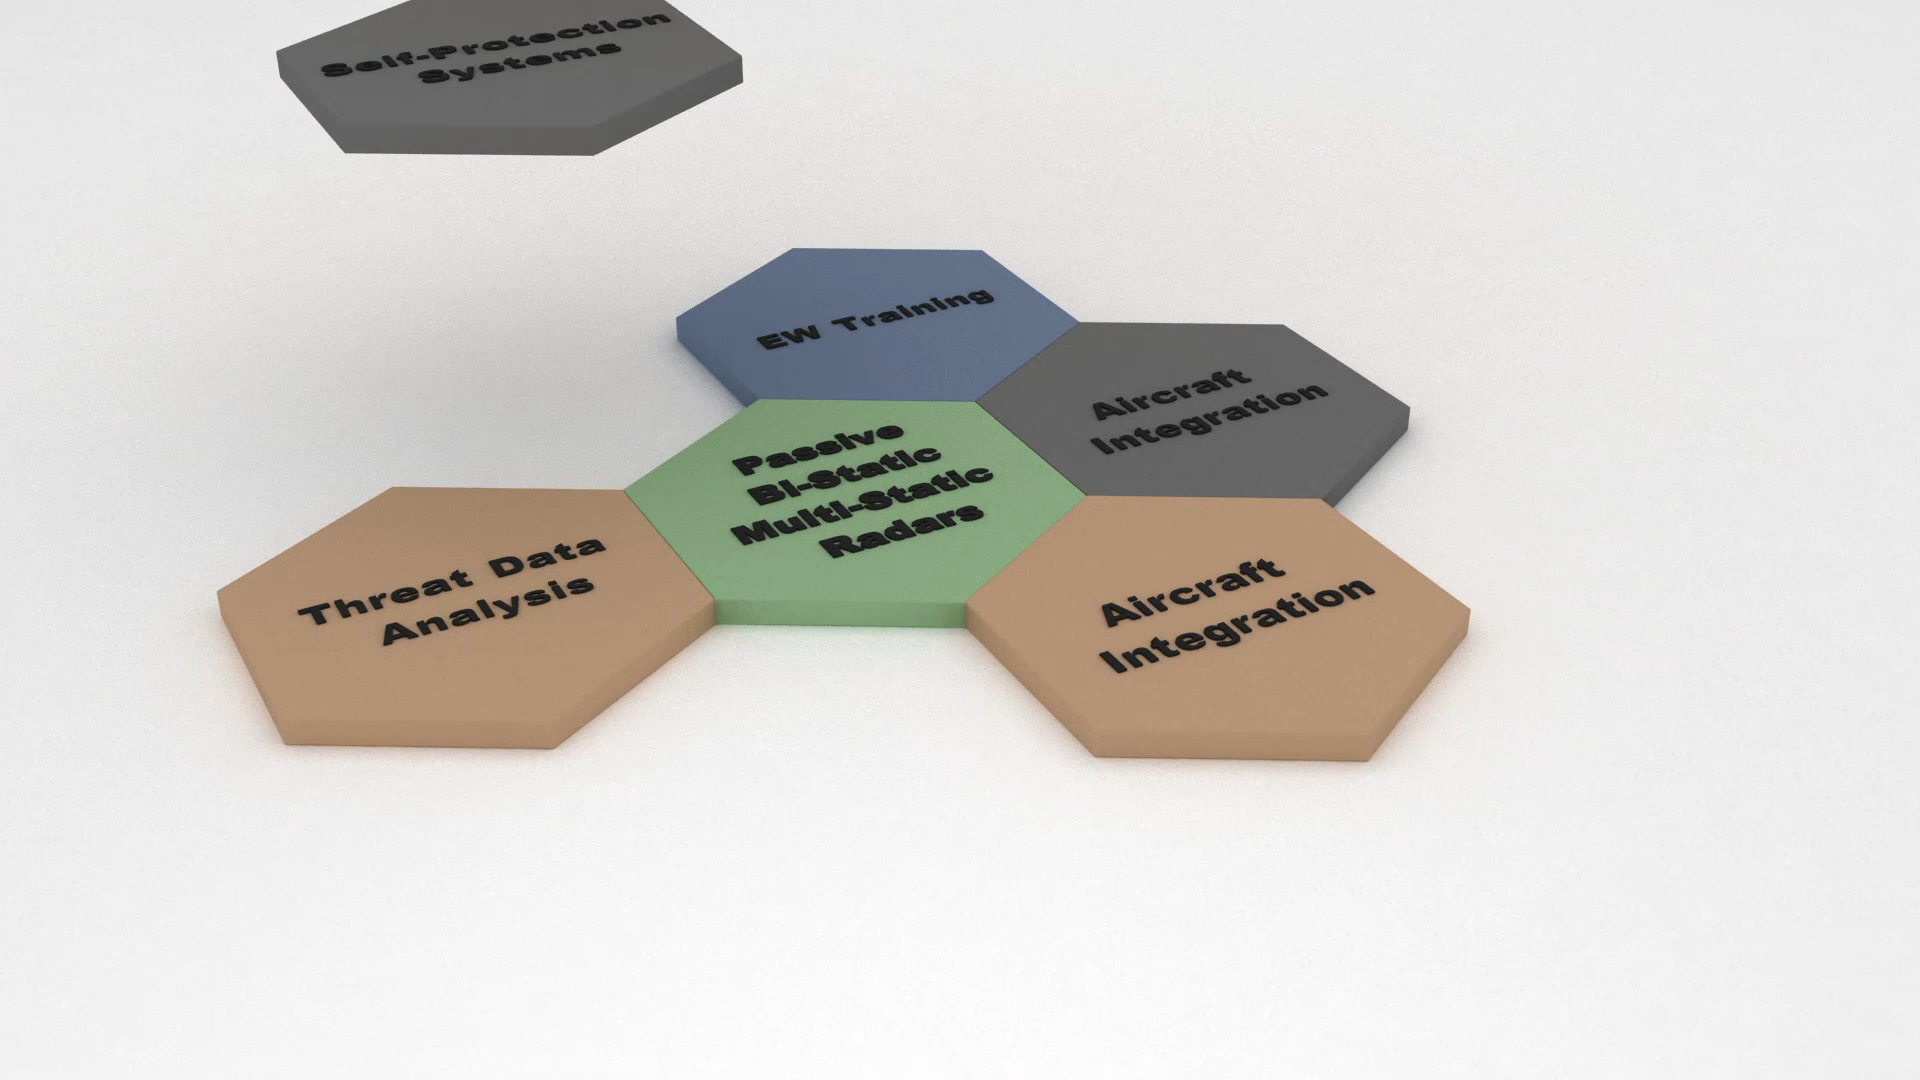 Self-Protection
Systems
EW Training
Aircraft
Integration
Passive
Bi-Static
Multi-Static
Radars
Threat Data
Analysis
Aircraft
Integration